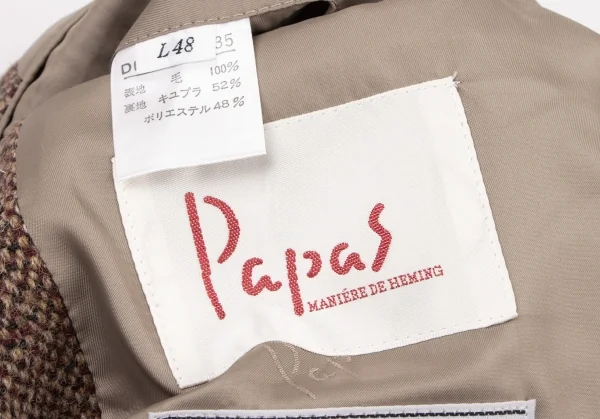 L48
DI 35
表地 毛 100%
裏地 キユプラ 52%
ポリエステル 48%
Papas
MANIÉRE DE HEMING